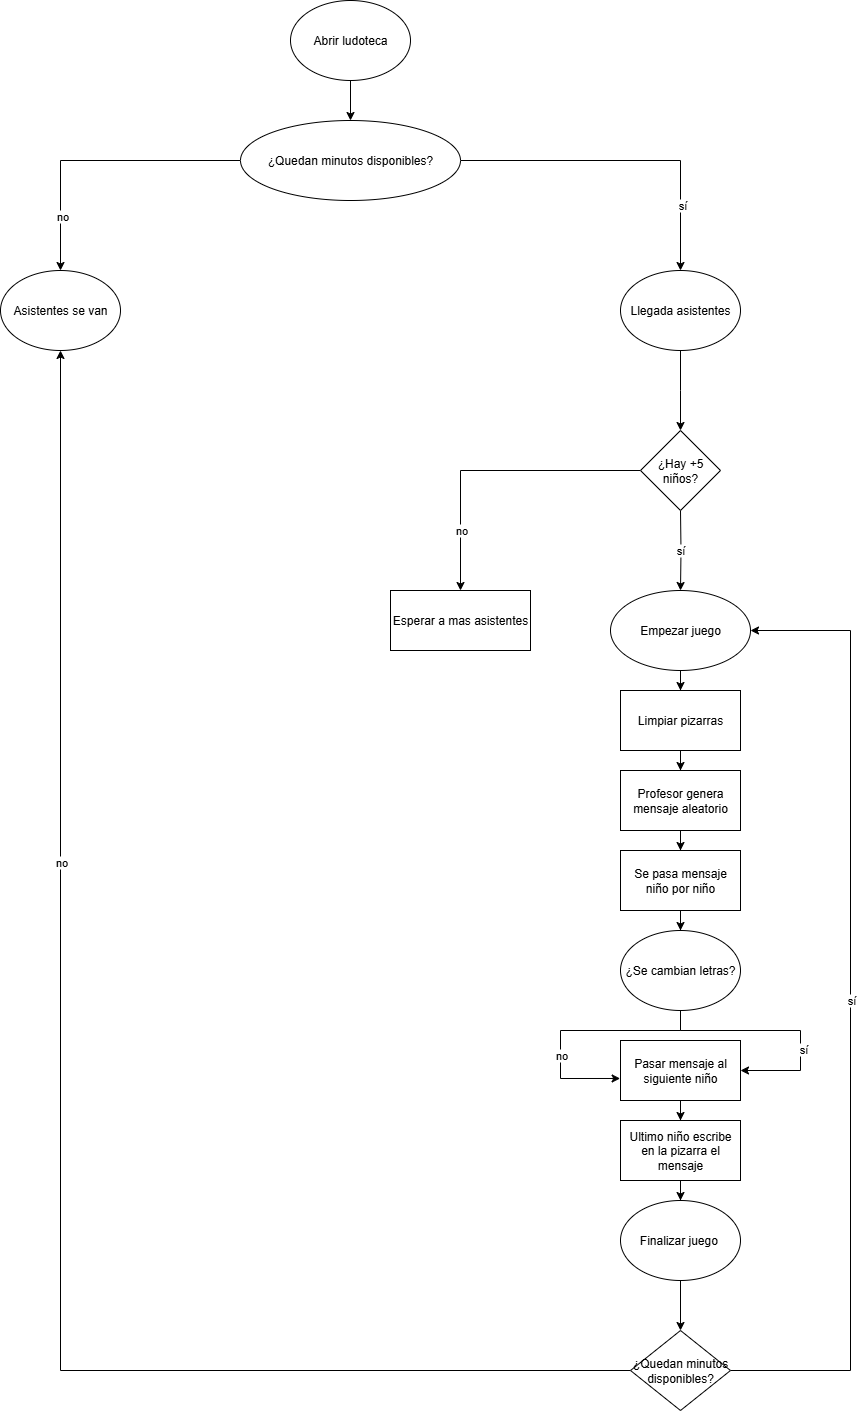 Abrir ludoteca
¿Quedan minutos disponibles?
no
sí
Asistentes se van
Llegada asistentes
¿Hay +5
niños?
no
sí
Esperar a mas asistentes
Empezar juego
Limpiar pizarras
Profesor genera
mensaje aleatorio
Se pasa mensaje
niño por niño
no
¿Se cambian letras?
sí
no
sí
Pasar mensaje al
siguiente niño
Ultimo niño escribe
en la pizarra el
mensaje
Finalizar juego
¿Quedan minutos
disponibles?